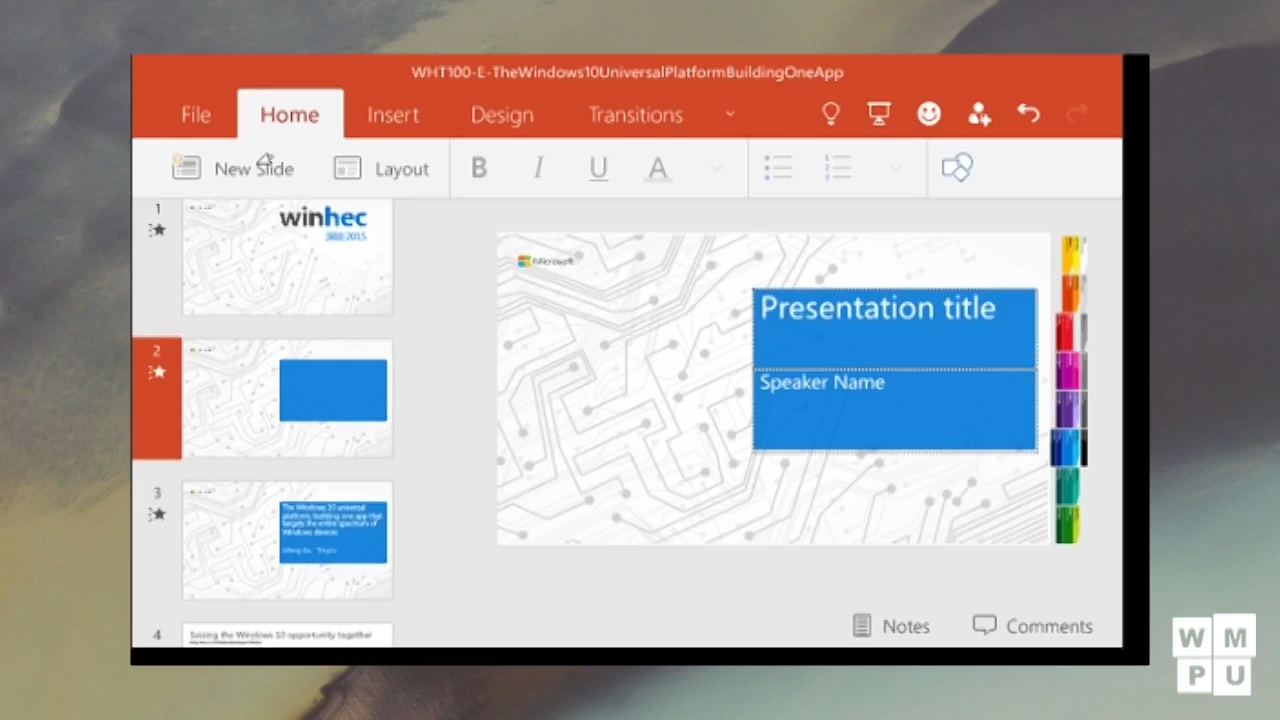 WHT100-E-TheWindows10UniversalPlatformBuildingOneApp
File Home Insert Design Transitions
New Slide Layout B I U A
1
winhec
2015
2
3
The Windows 10 universal
platform: building one app that
targets the entire spectrum of
Windows devices
4
Seizing the Windows 10 opportunity together
Microsoft
Presentation title
Speaker Name
Notes Comments
W M
P U